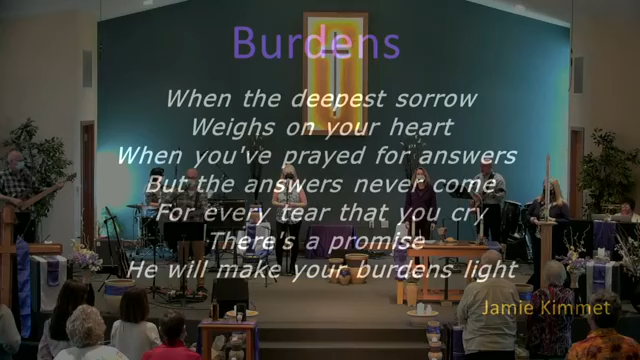 Burdens
When the deepest sorrow
Weighs on your heart
When you've prayed for answers
But the answers never come
For every tear that you cry
There's a promise
He will make your burdens light
Jamie Kimmet